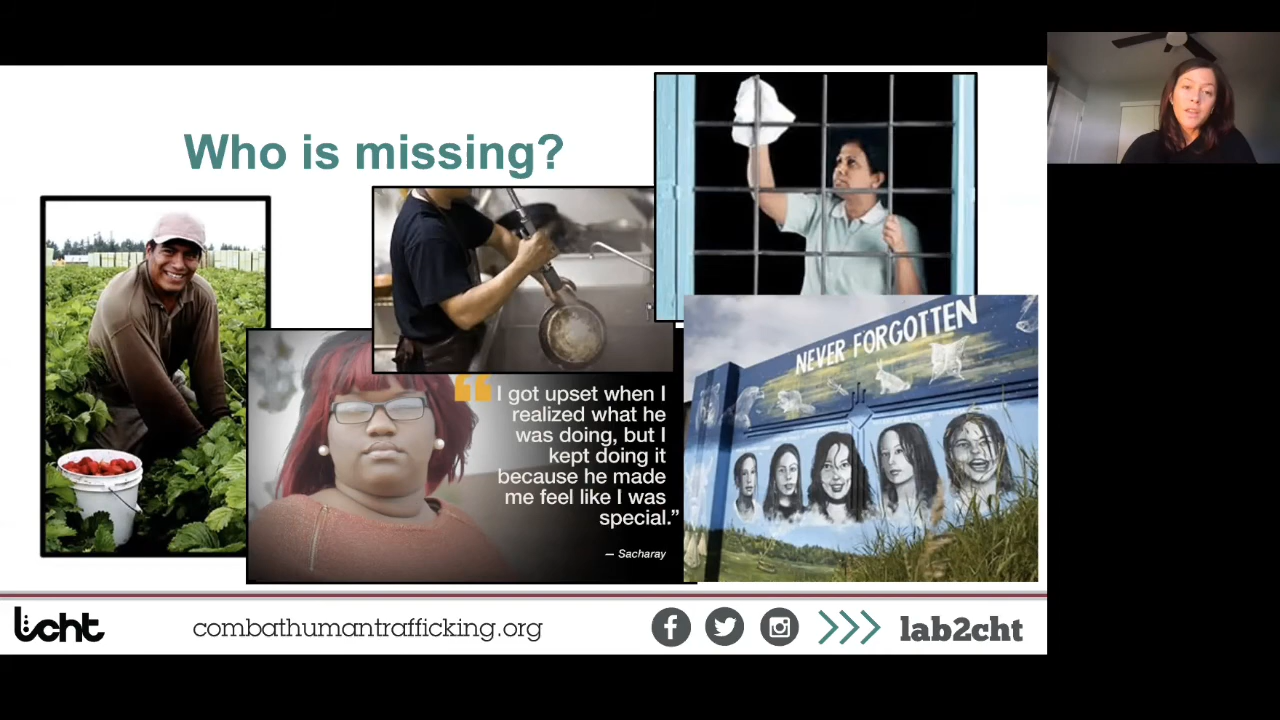 Who is missing?
“I got upset when I
realized what he
was doing, but I
kept doing it
because he made
me feel like I was
special.”
— Sacharay
NEVER FORGOTTEN
lcht
combathumantrafficking.org
lab2cht